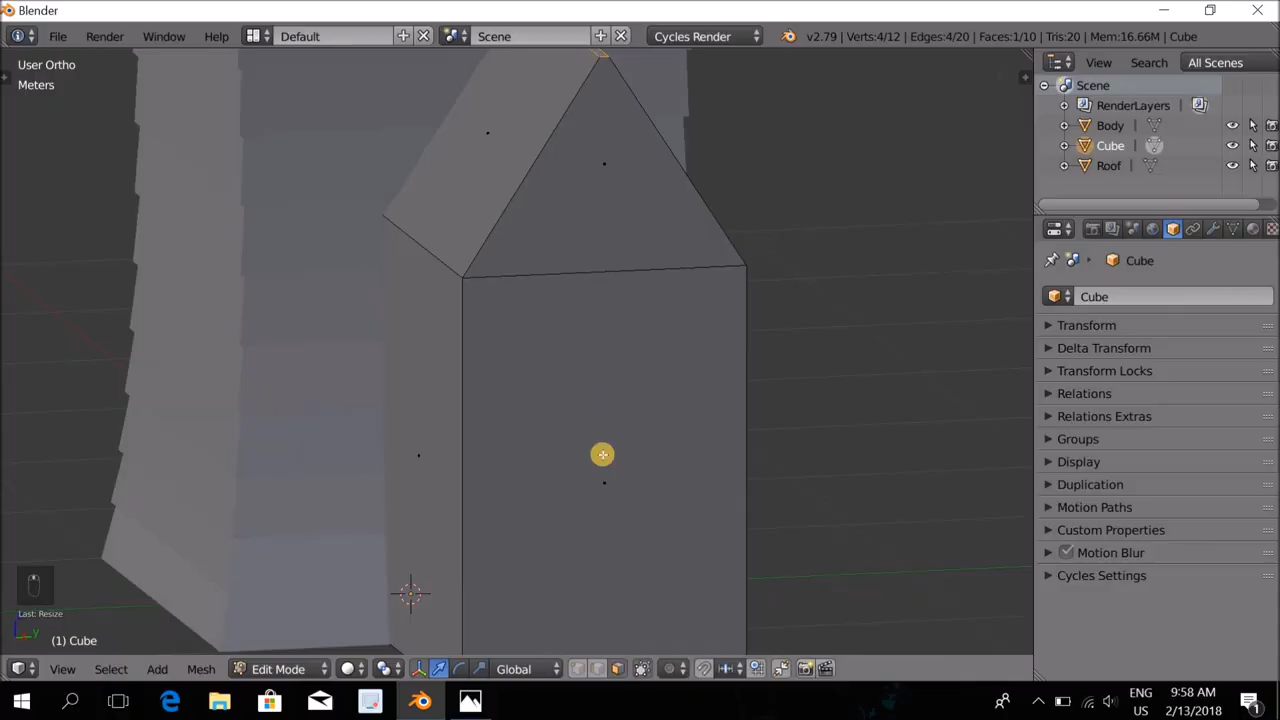 Blender
File Render Window Help Default Scene Cycles Render v2.79 | Verts:4/12 | Edges:4/20 | Faces:1/10 | Tris:20 | Mem:16.66M | Cube
User Ortho
Meters
View Search All Scenes
Scene
RenderLayers
Body
Cube
Roof
Cube
Cube
Transform
Delta Transform
Transform Locks
Relations
Relations Extras
Groups
Display
Duplication
Motion Paths
Custom Properties
Motion Blur
Cycles Settings
Last: Resize
y
(1) Cube
View Select Add Mesh Edit Mode Global
ENG
US
9:58 AM
2/13/2018
1